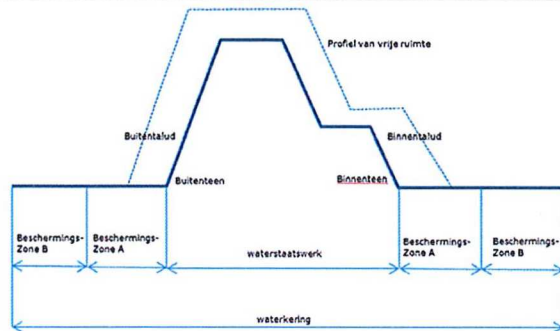 Profiel van vrije ruimte
Buitentalud
Binnentalud
Buitenteen
Binnenteen
Beschermings-
Zone B
Beschermings-
Zone A
waterstaatswerk
Beschermings-
Zone A
Beschermings-
Zone B
waterkering